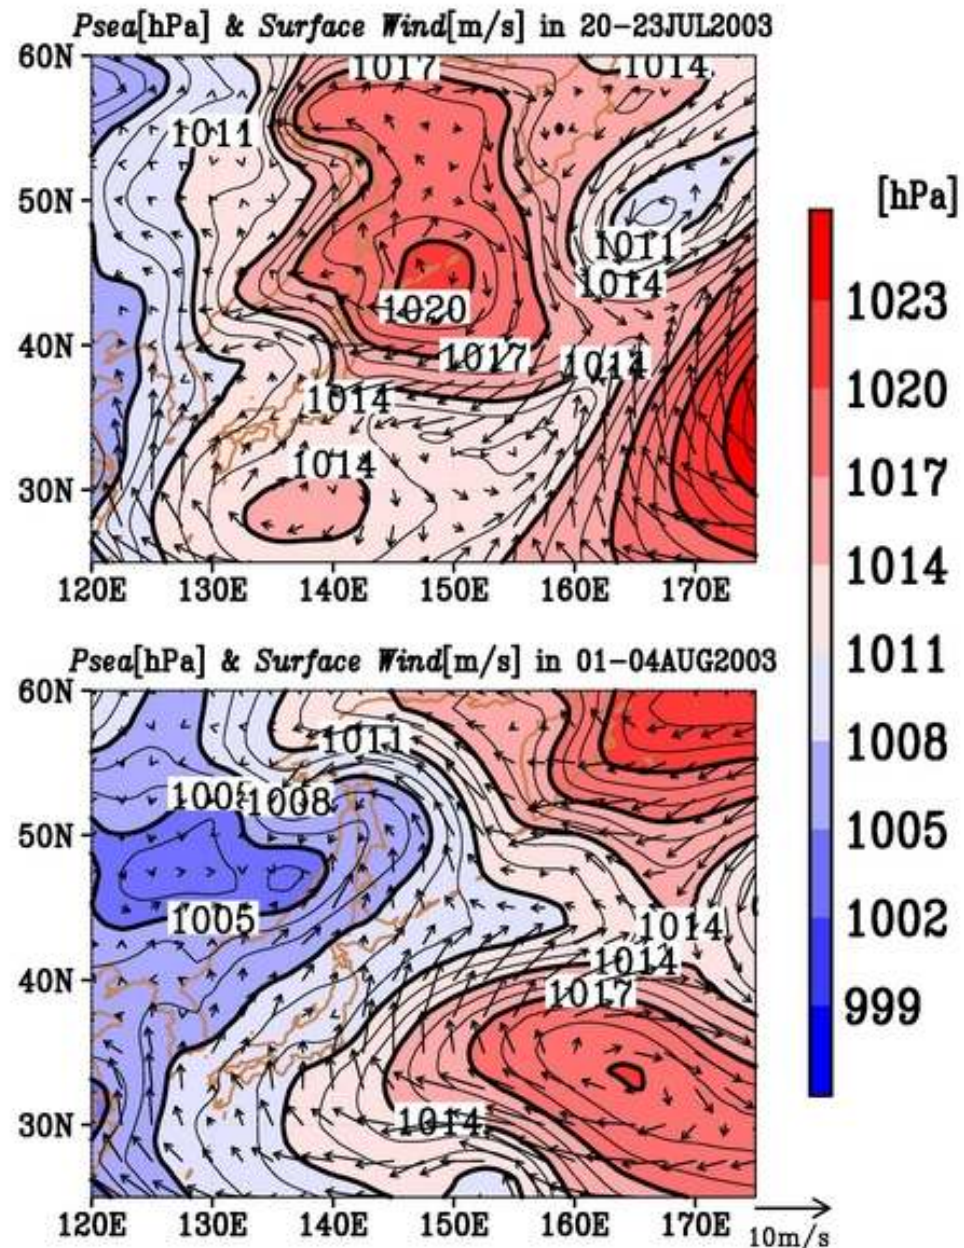 Psea[hPa] & Surface Wind[m/s] in 20-23JUL2003
60N
50N
40N
30N
120E 130E 140E 150E 160E 170E
1017
1014
1011
1011
1014
1020
1017
1014
1014
1014
[hPa]
1023
1020
1017
1014
1011
1008
1005
1002
999
Psea[hPa] & Surface Wind[m/s] in 01-04AUG2003
60N
50N
40N
30N
120E 130E 140E 150E 160E 170E
1011
1008
1005
1014
1014
1017
1014
10m/s